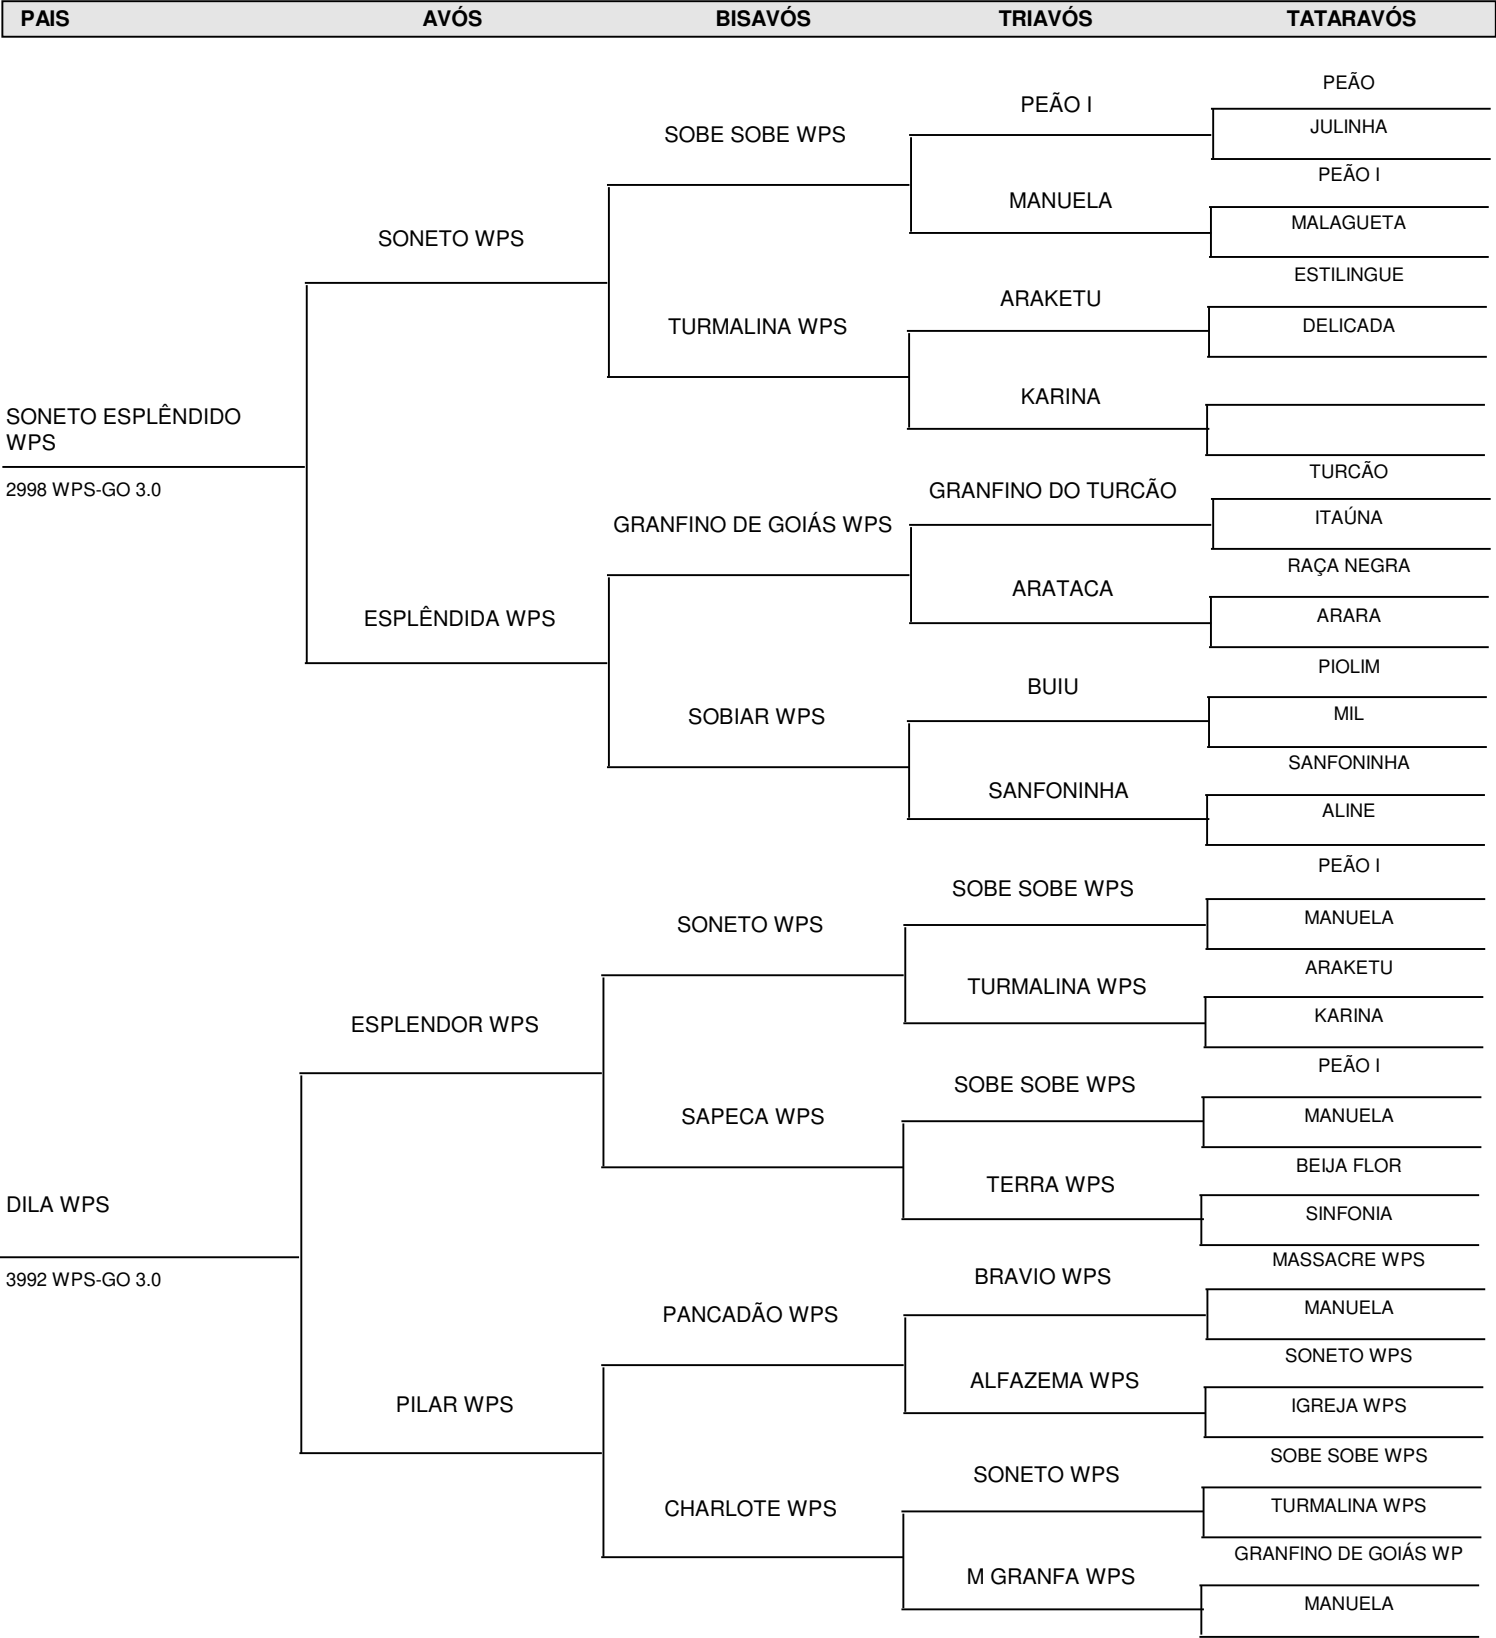 PAIS AVÓS BISAVÓS TRIAVÓS TATARAVÓS
PEÃO
PEÃO I
JULINHA
SOBE SOBE WPS
PEÃO I
MANUELA
MALAGUETA
SONETO WPS
ESTILINGUE
ARAKETU
DELICADA
TURMALINA WPS
KARINA
SONETO ESPLÊNDIDO
WPS
TURCÃO
2998 WPS-GO 3.0
GRANFINO DO TURCÃO
ITAÚNA
GRANFINO DE GOIÁS WPS
RAÇA NEGRA
ARATACA
ARARA
ESPLÊNDIDA WPS
PIOLIM
BUIU
MIL
SOBIAR WPS
SANFONINHA
SANFONINHA
ALINE
PEÃO I
SOBE SOBE WPS
MANUELA
SONETO WPS
ARAKETU
TURMALINA WPS
KARINA
ESPLENDOR WPS
PEÃO I
SOBE SOBE WPS
MANUELA
SAPECA WPS
BEIJA FLOR
TERRA WPS
DILA WPS
SINFONIA
MASSACRE WPS
BRAVIO WPS
3992 WPS-GO 3.0
MANUELA
PANCADÃO WPS
SONETO WPS
ALFAZEMA WPS
PILAR WPS
IGREJA WPS
SOBE SOBE WPS
SONETO WPS
TURMALINA WPS
CHARLOTE WPS
GRANFINO DE GOIÁS WP
M GRANFA WPS
MANUELA